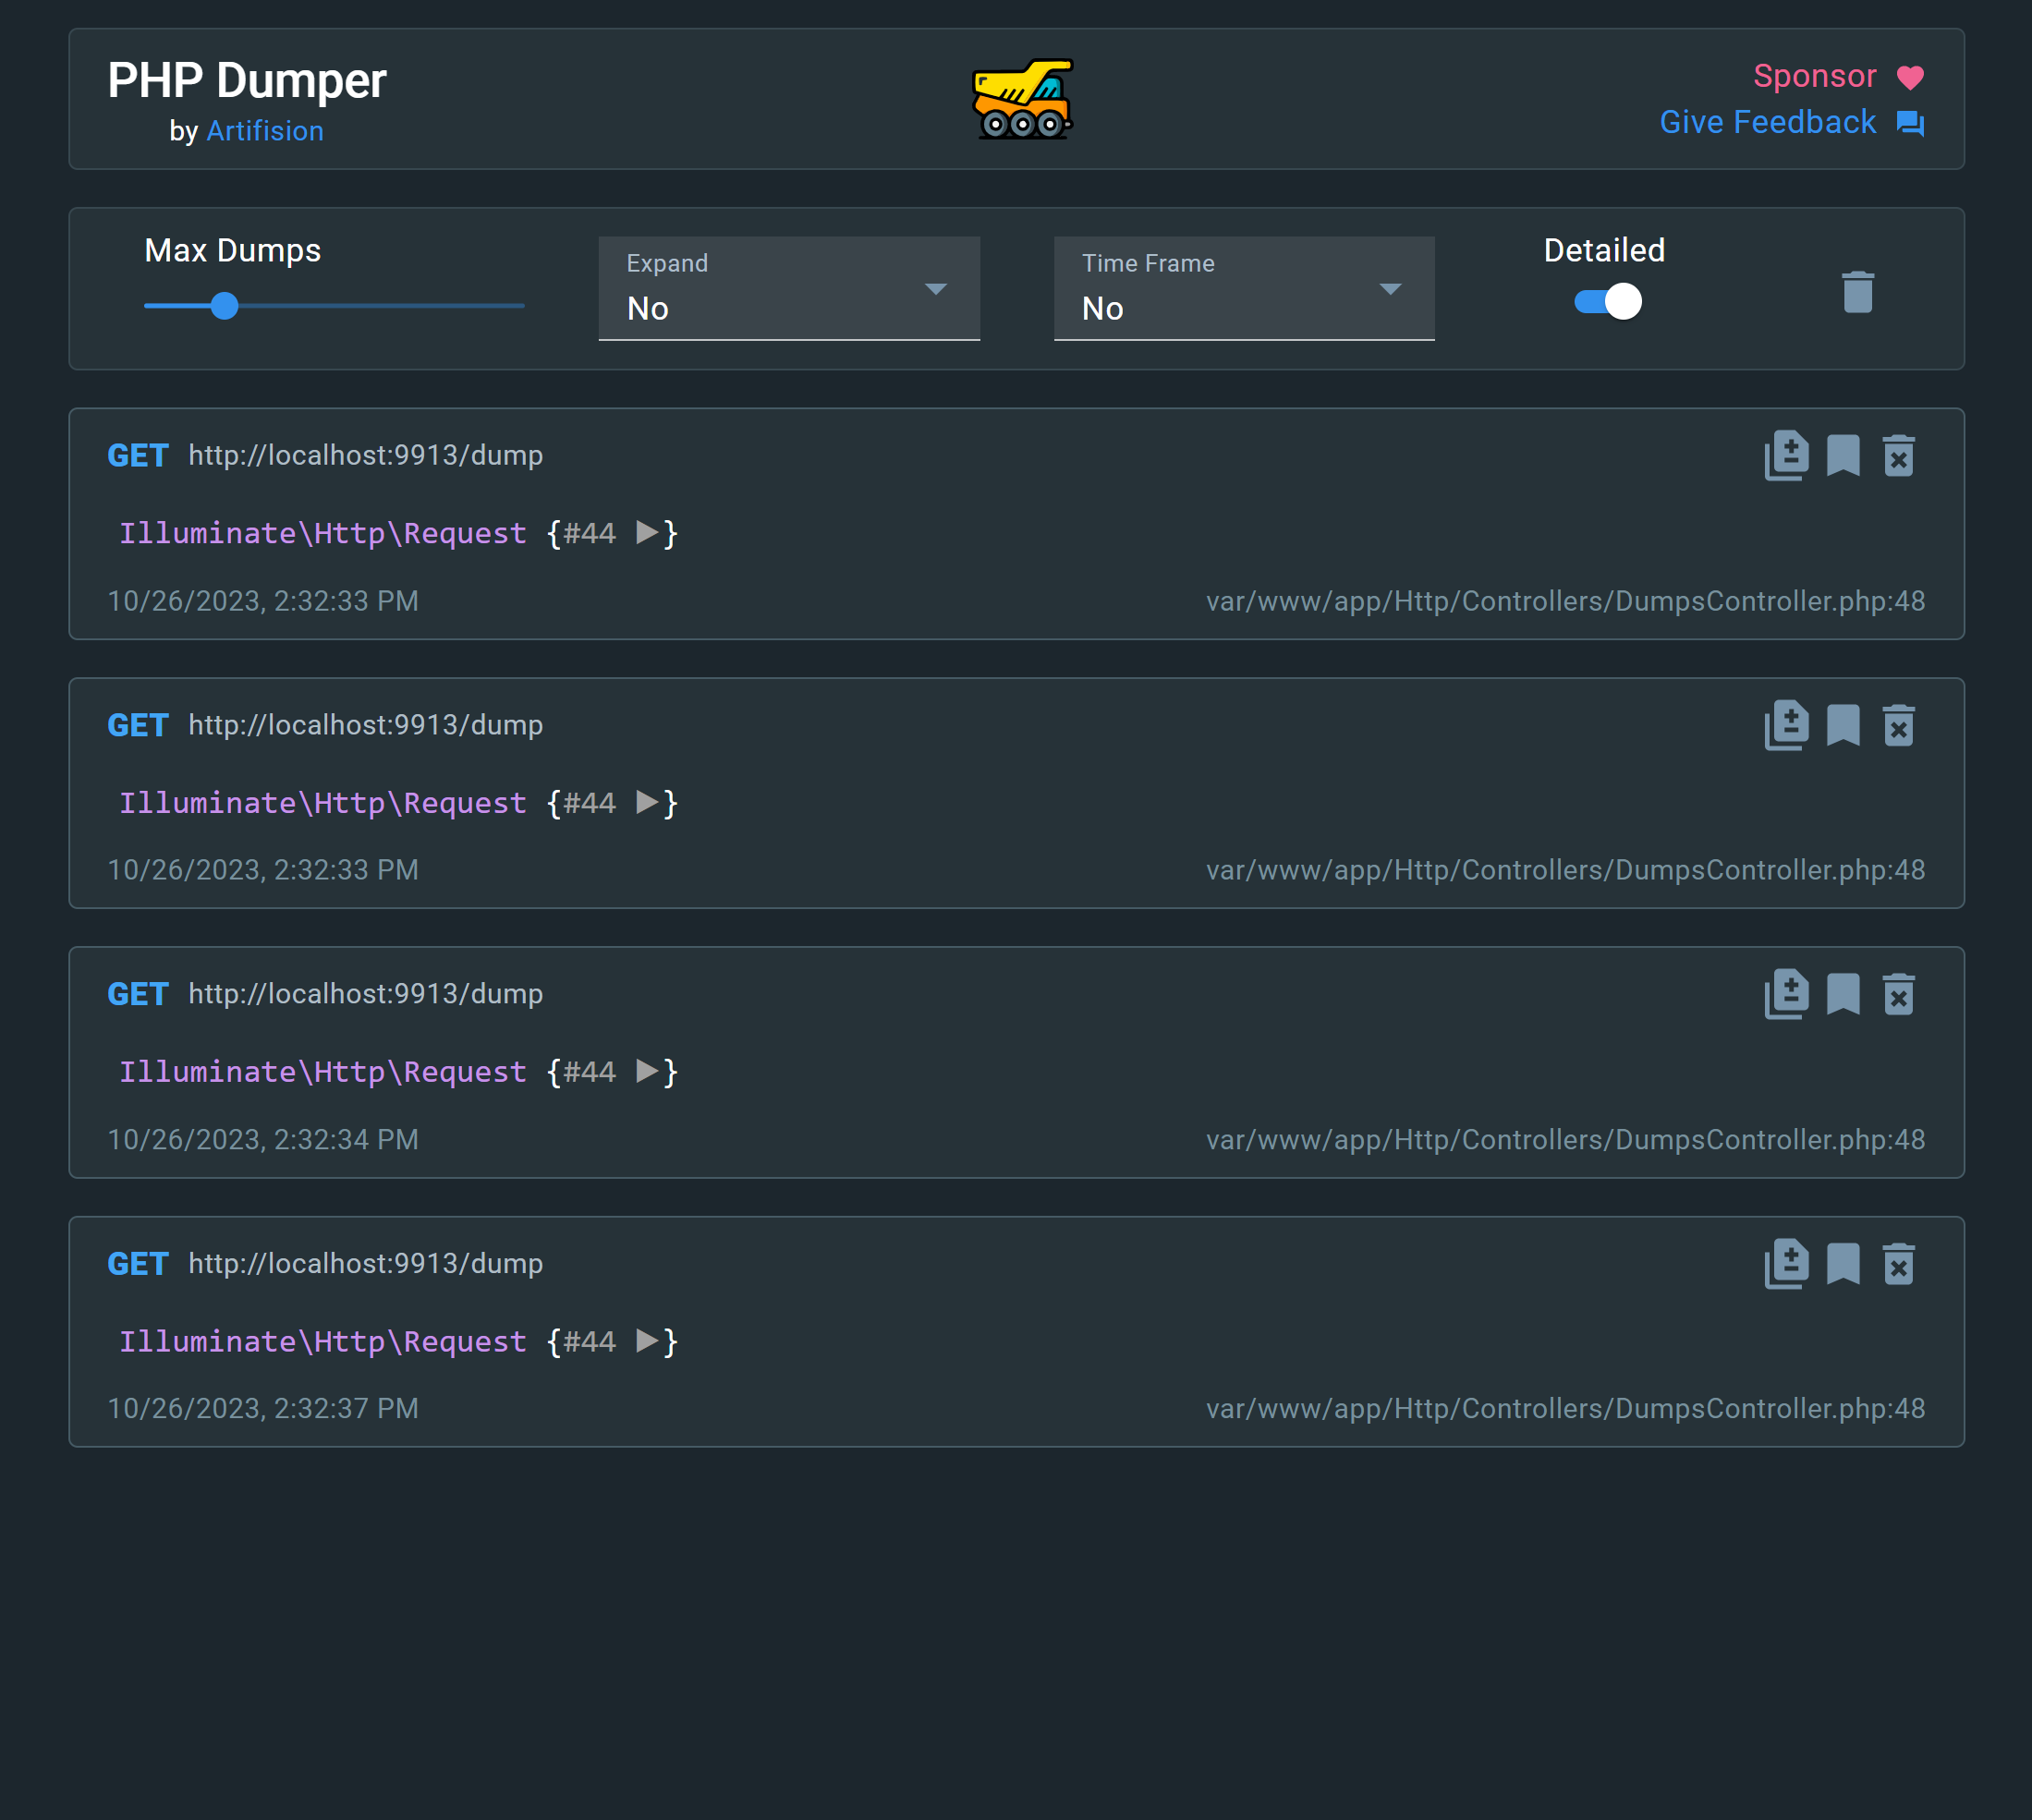 PHP Dumper
by Artifision
Sponsor
Give Feedback
Max Dumps
Expand
No
Time Frame
No
Detailed
GET http://localhost:9913/dump
Illuminate\Http\Request {#44 ▶}
10/26/2023, 2:32:33 PM var/www/app/Http/Controllers/DumpsController.php:48
GET http://localhost:9913/dump
Illuminate\Http\Request {#44 ▶}
10/26/2023, 2:32:33 PM var/www/app/Http/Controllers/DumpsController.php:48
GET http://localhost:9913/dump
Illuminate\Http\Request {#44 ▶}
10/26/2023, 2:32:34 PM var/www/app/Http/Controllers/DumpsController.php:48
GET http://localhost:9913/dump
Illuminate\Http\Request {#44 ▶}
10/26/2023, 2:32:37 PM var/www/app/Http/Controllers/DumpsController.php:48